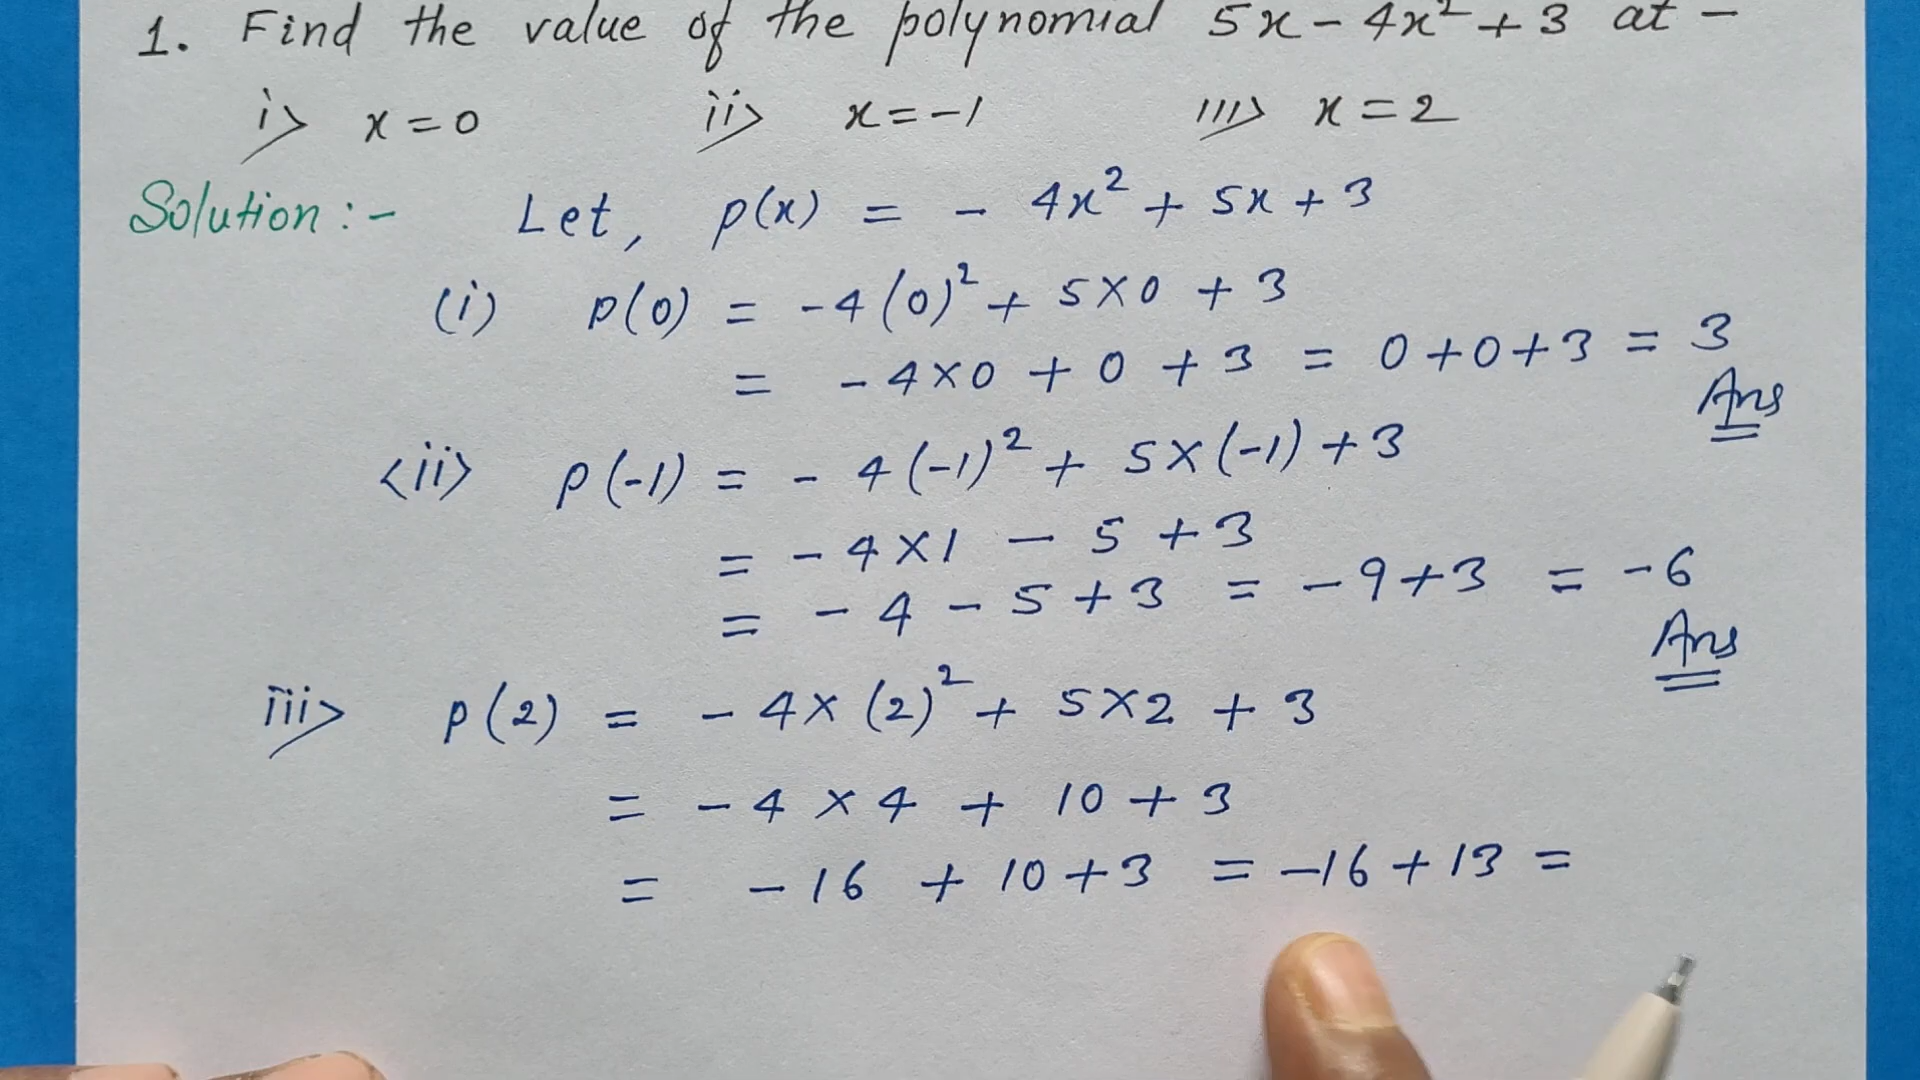 1. Find the value of the polynomial 5x - 4x² + 3 at -
i> x = 0 ii> x = -1 iii> x = 2
Solution :- Let, p(x) = - 4x² + 5x + 3
(i) p(0) = -4(0)² + 5×0 + 3
= -4×0 + 0 + 3 = 0+0+3 = 3
Ans
<ii> p(-1) = - 4(-1)² + 5×(-1) + 3
= - 4×1 - 5 + 3
= - 4 - 5 + 3 = -9+3 = -6
Ans
iii> p(2) = - 4×(2)² + 5×2 + 3
= - 4 × 4 + 10 + 3
= - 16 + 10 + 3 = -16 + 13 =